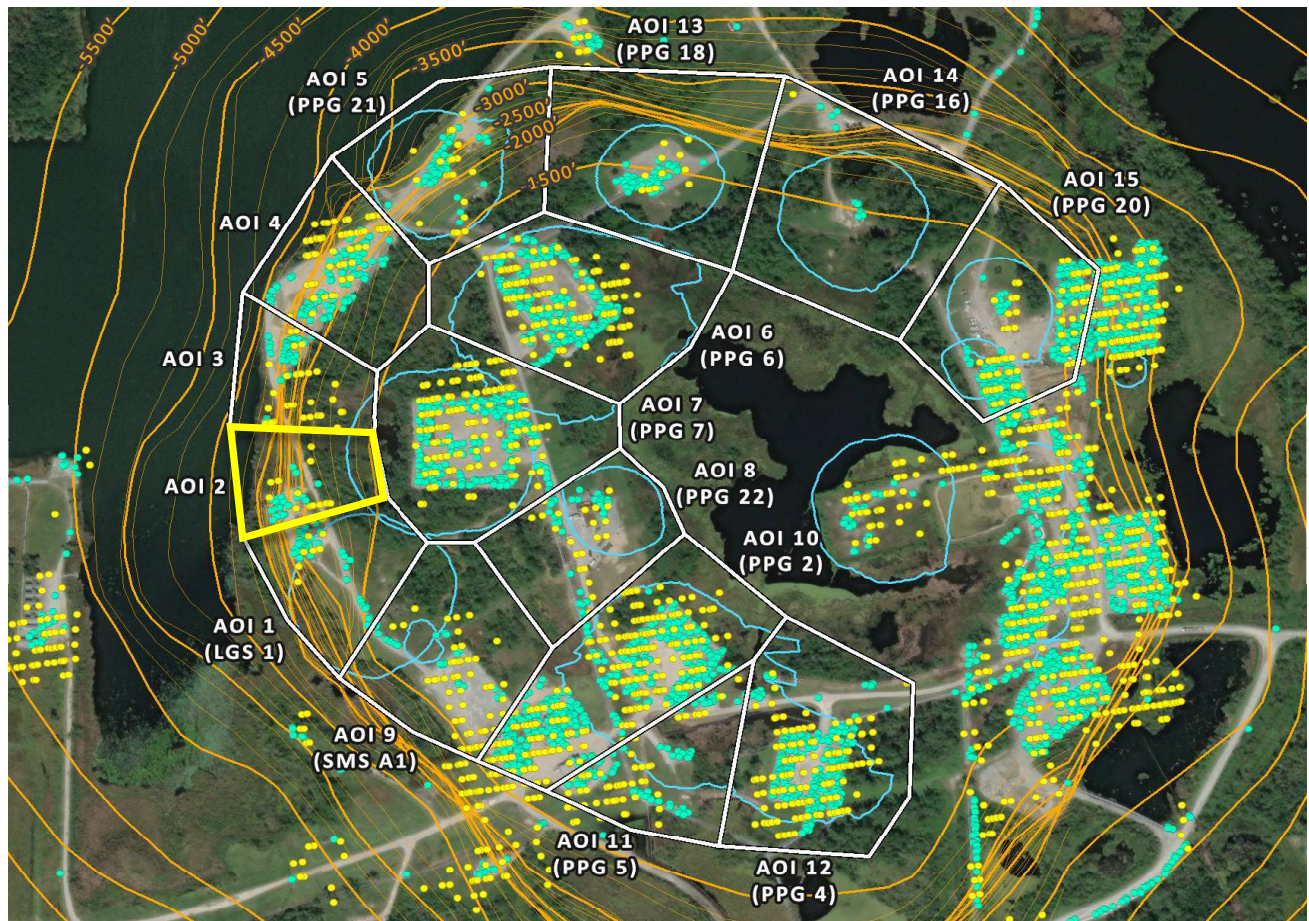 -5500'
-5000'
-4500'
-4000'
-3500'
-3000'
-2500'
-2000'
-1500'
AOI 13
(PPG 18)
AOI 14
(PPG 16)
AOI 5
(PPG 21)
AOI 15
(PPG 20)
AOI 4
AOI 3
AOI 6
(PPG 6)
AOI 7
(PPG 7)
AOI 2
AOI 8
(PPG 22)
AOI 10
(PPG 2)
AOI 1
(LGS 1)
AOI 9
(SMS A1)
AOI 11
(PPG 5)
AOI 12
(PPG 4)